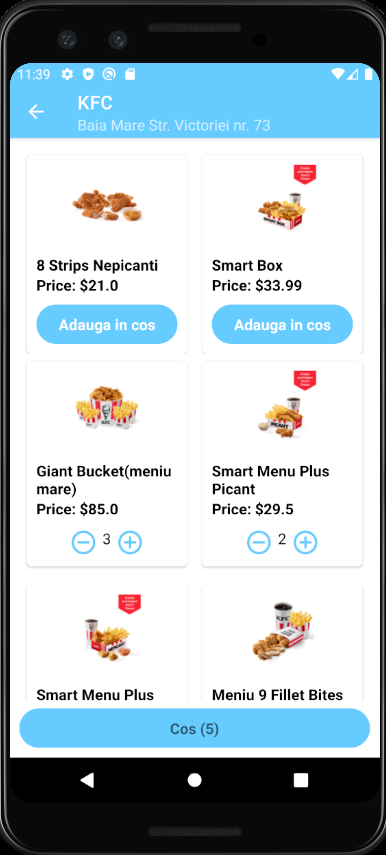 11:39
KFC
Baia Mare Str. Victoriei nr. 73
8 Strips Nepicanti
Price: $21.0
Adauga in cos
Smart Box
Price: $33.99
Adauga in cos
Giant Bucket(meniu
mare)
Price: $85.0
3
Smart Menu Plus
Picant
Price: $29.5
2
Smart Menu Plus
Meniu 9 Fillet Bites
Cos (5)